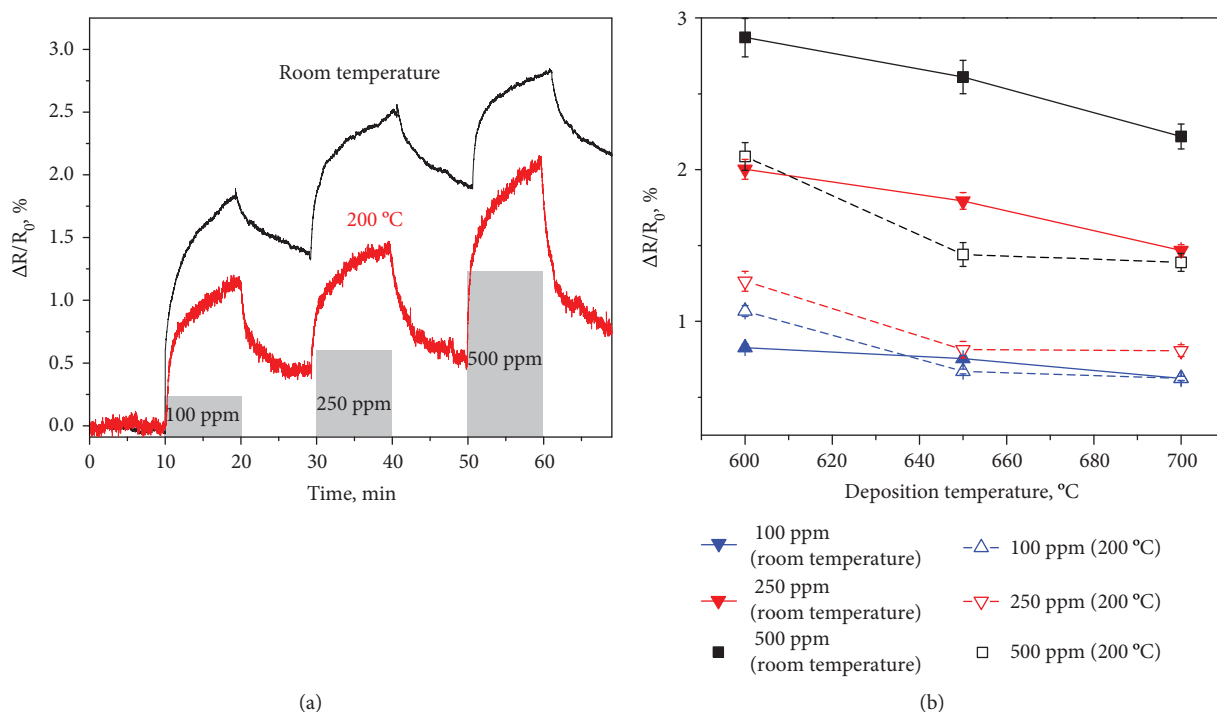 3.0
2.5
2.0
1.5
1.0
0.5
0.0
ΔR/R₀, %
Room temperature
200 ºC
100 ppm
250 ppm
500 ppm
0 10 20 30 40 50 60
Time, min
(a)
3
2
1
ΔR/R₀, %
600 620 640 660 680 700
Deposition temperature, ºC
100 ppm
(room temperature)
250 ppm
(room temperature)
500 ppm
(room temperature)
100 ppm (200 ºC)
250 ppm (200 ºC)
500 ppm (200 ºC)
(b)